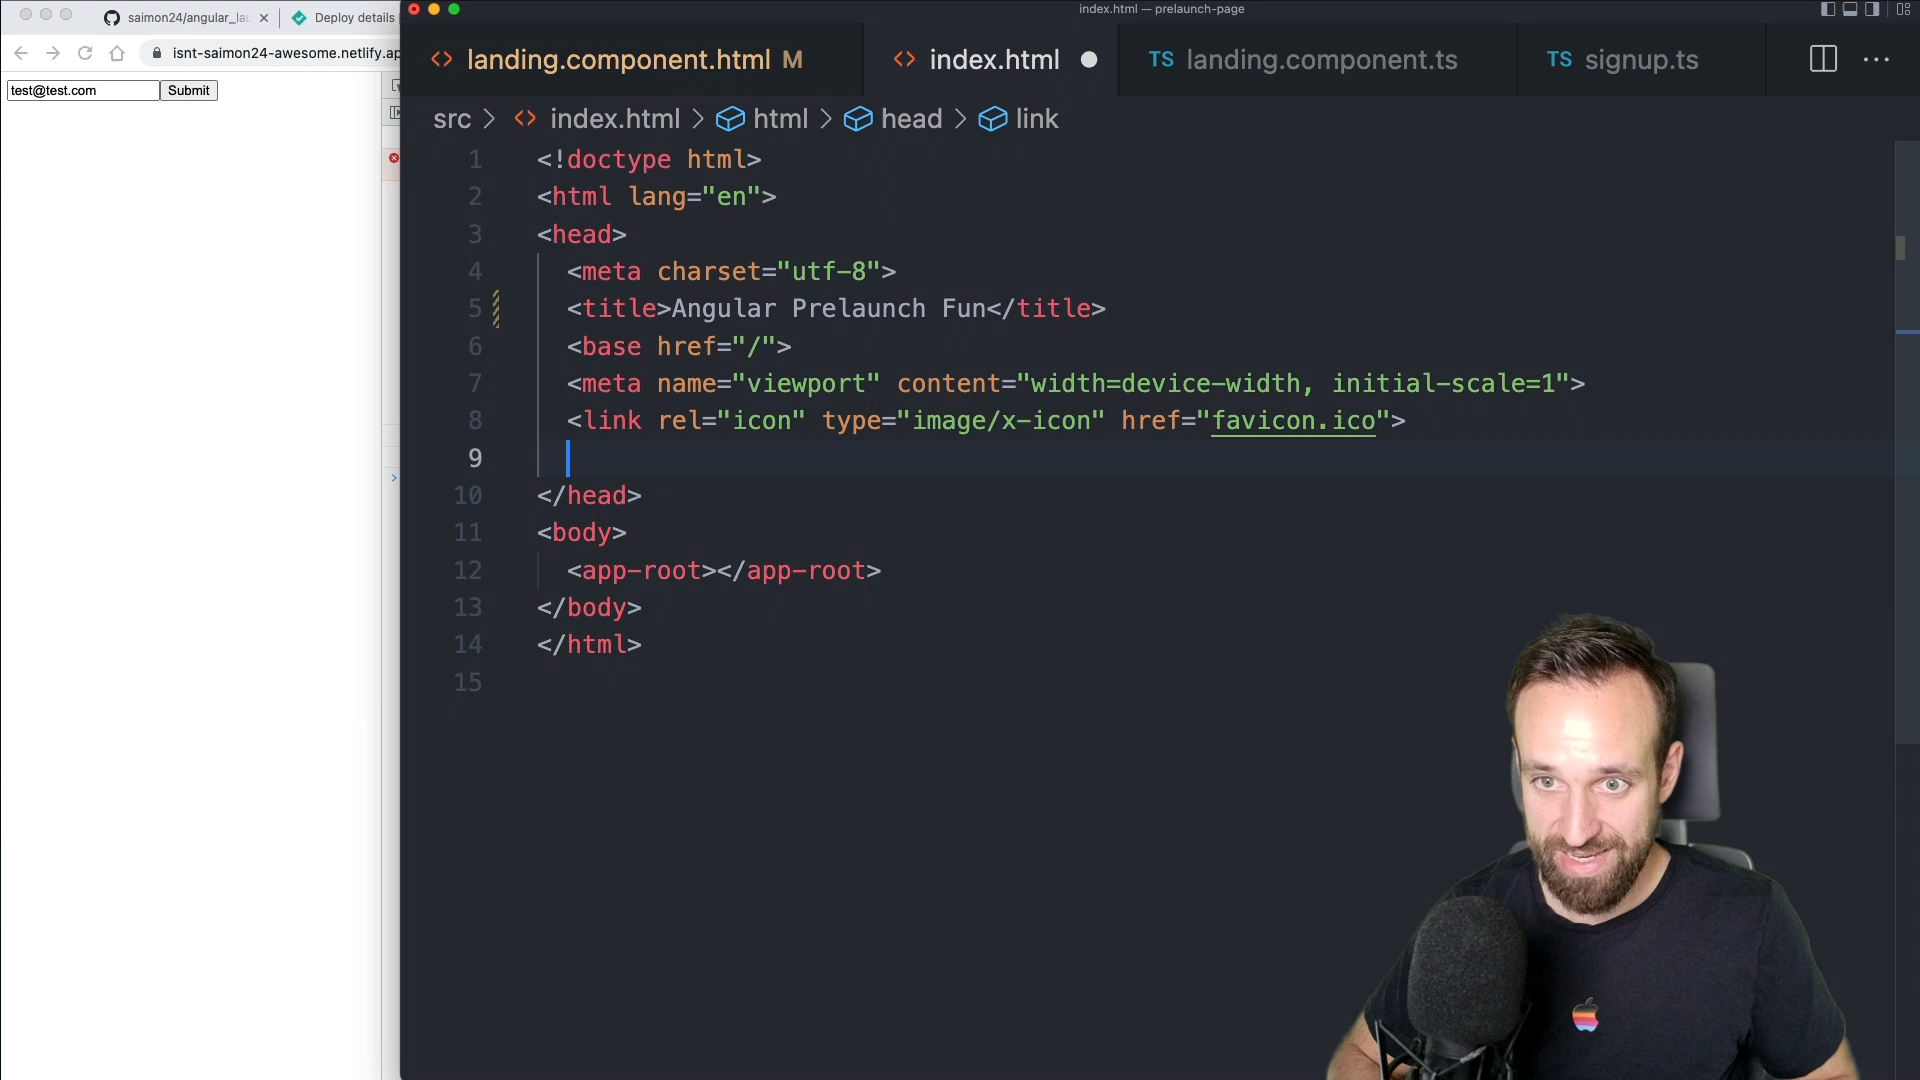 saimon24/angular_la
Deploy details
isnt-saimon24-awesome.netlify.ap
test@test.com
Submit
index.html — prelaunch-page
landing.component.html M
index.html
TS landing.component.ts
TS signup.ts
src > index.html > html > head > link
1 <!doctype html>
2 <html lang="en">
3 <head>
4 <meta charset="utf-8">
5 <title>Angular Prelaunch Fun</title>
6 <base href="/">
7 <meta name="viewport" content="width=device-width, initial-scale=1">
8 <link rel="icon" type="image/x-icon" href="favicon.ico">
9
10 </head>
11 <body>
12 <app-root></app-root>
13 </body>
14 </html>
15